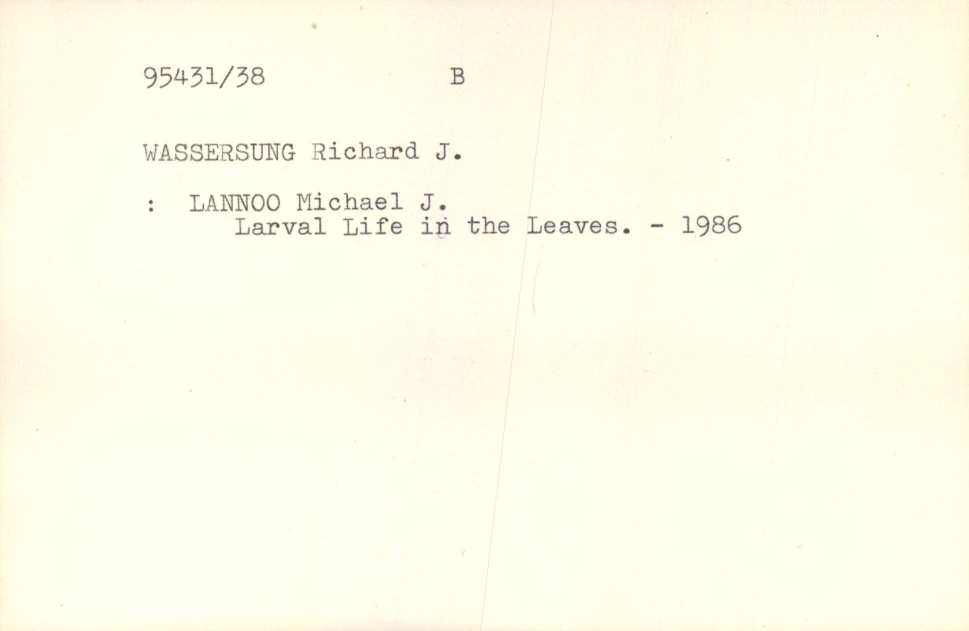 95431/38 B
WASSERSUNG Richard J.
: LANNOO Michael J.
Larval Life in the Leaves. - 1986